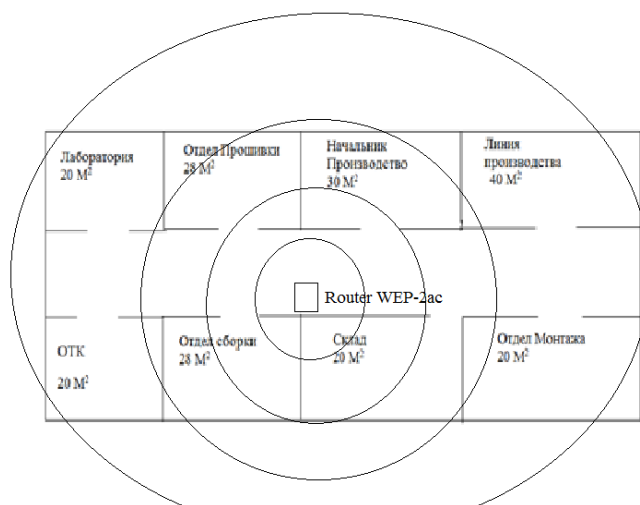 Лаборатория
20 М²
Отдел Прошивки
28 М²
Начальник
Производство
30 М²
Линия
производства
40 М²
Router WEP-2ac
ОТК
20 М²
Отдел сборки
28 М²
Склад
20 М²
Отдел Монтажа
20 М²